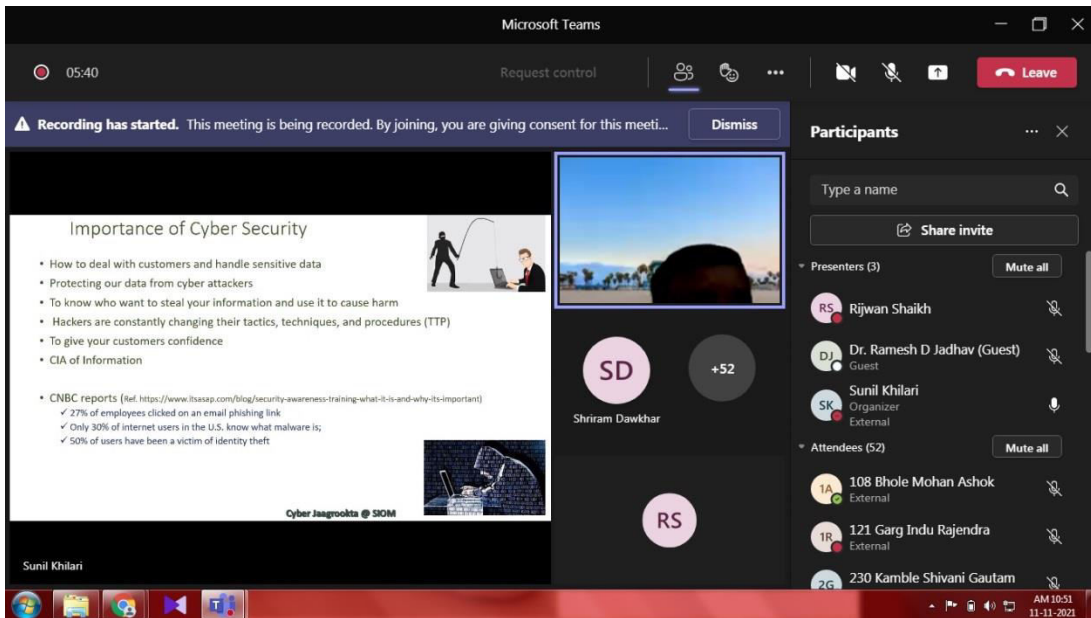 Microsoft Teams
05:40
Request control
Leave
Recording has started. This meeting is being recorded. By joining, you are giving consent for this meeti...
Dismiss
Importance of Cyber Security
• How to deal with customers and handle sensitive data
• Protecting our data from cyber attackers
• To know who want to steal your information and use it to cause harm
• Hackers are constantly changing their tactics, techniques, and procedures (TTP)
• To give your customers confidence
• CIA of Information
• CNBC reports (Ref. https://www.itsasap.com/blog/security-awareness-training-what-it-is-and-why-its-important)
✓ 27% of employees clicked on an email phishing link
✓ Only 30% of internet users in the U.S. know what malware is;
✓ 50% of users have been a victim of identity theft
Cyber Jaagrookta @ SIOM
Sunil Khilari
SD
Shriram Dawkhar
+52
RS
Participants
Type a name
Share invite
Presenters (3)
Mute all
RS
Rijwan Shaikh
DJ
Dr. Ramesh D Jadhav (Guest)
Guest
SK
Sunil Khilari
Organizer
External
Attendees (52)
Mute all
1A
108 Bhole Mohan Ashok
External
1R
121 Garg Indu Rajendra
External
2G
230 Kamble Shivani Gautam
AM 10:51
11-11-2021